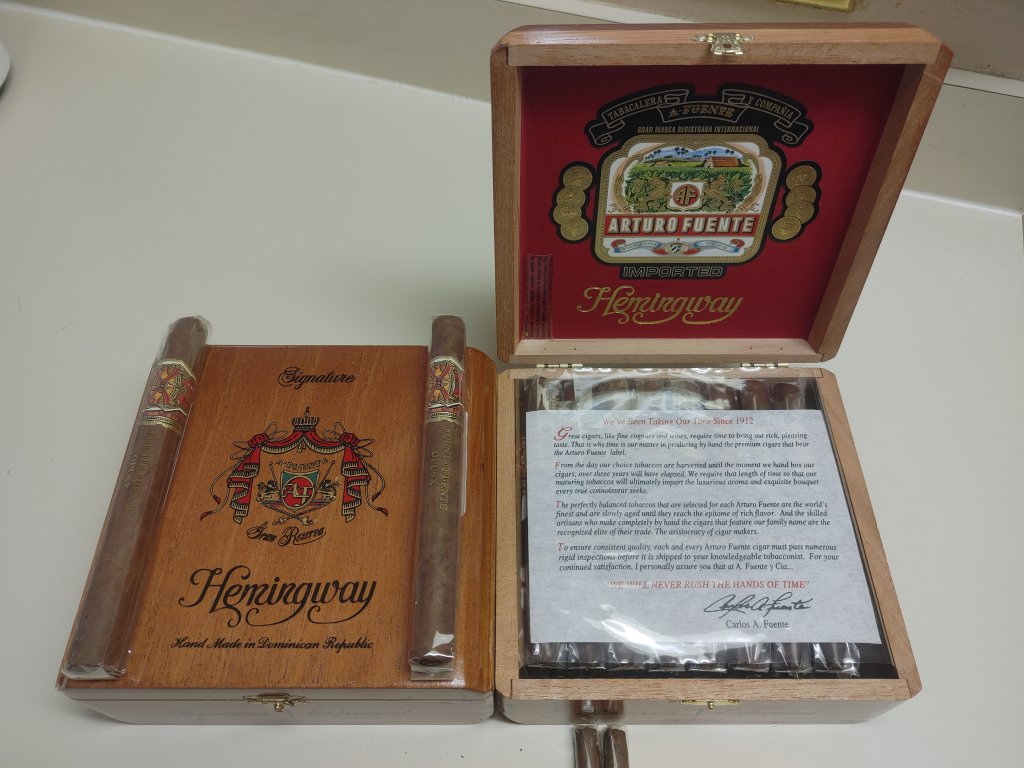 Signature
A. FUENTE
AF
Gran Reserva
Hemingway
Hand Made in Dominican Republic
TABACALERA A. FUENTE Y COMPAÑIA
GRAN MARCA REGISTRADA INTERNACIONAL
AF
ARTURO FUENTE
IMPORTED
Hemingway
We've Been Taking Our Time Since 1912
Great cigars, like fine cognacs and wines, require time to bring out rich, pleasing
taste. That is why time is our master in producing by hand the premium cigars that bear
the Arturo Fuente label.
From the day our choice tobaccos are harvested until the moment we hand box our
cigars, over three years will have elapsed. We require that length of time so that our
maturing tobaccos will ultimately impart the luxurious aroma and exquisite bouquet
every true connoisseur seeks.
The perfectly balanced tobaccos that are selected for each Arturo Fuente are the world's
finest and are slowly aged until they reach the epitome of rich flavor. And the skilled
artisans who make completely by hand the cigars that feature our family name are the
recognized elite of their trade. The aristocracy of cigar makers.
To ensure consistent quality, each and every Arturo Fuente cigar must pass numerous
rigid inspections before it is shipped to your knowledgeable tobacconist. For your
continued satisfaction, I personally assure you that at A. Fuente y Cia...
"WE WILL NEVER RUSH THE HANDS OF TIME"
Carlos A. Fuente
Carlos A. Fuente